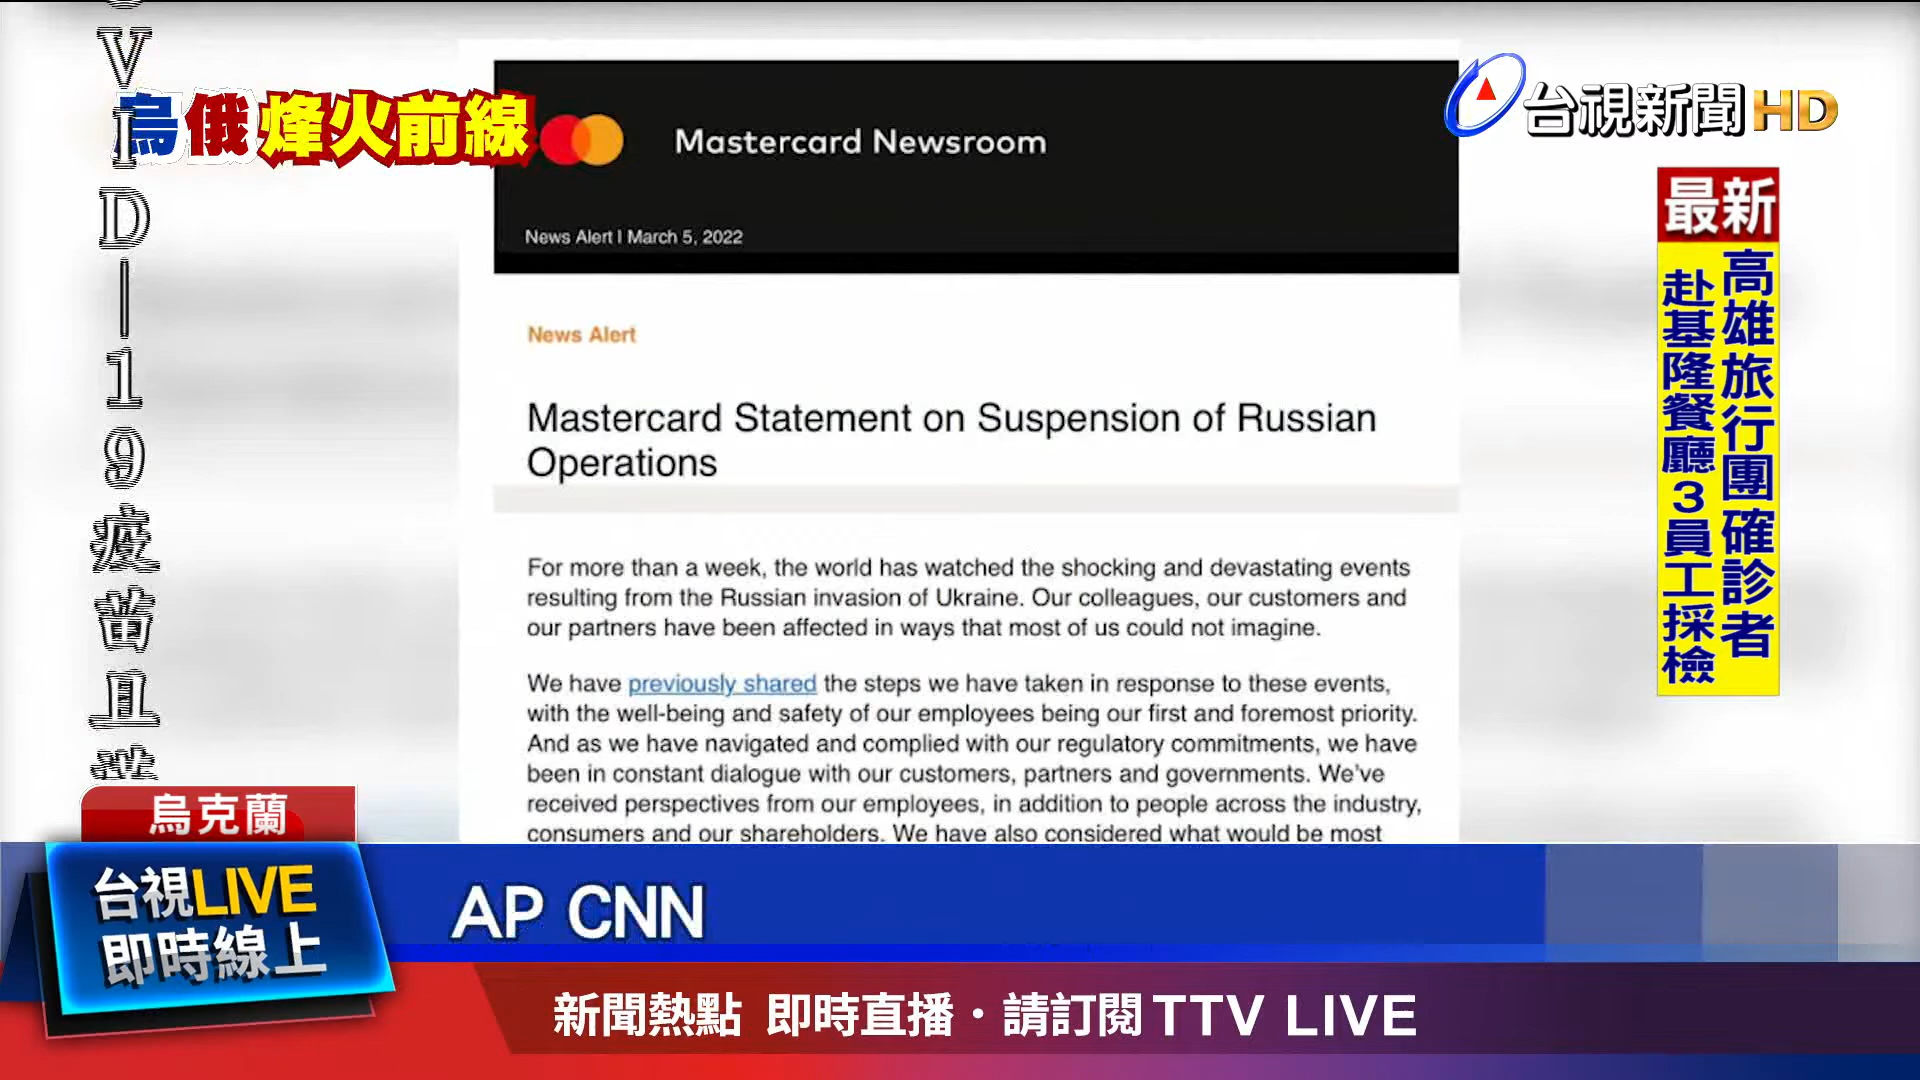 VID-19疫苗且
烏俄烽火前線
Mastercard Newsroom
News Alert | March 5, 2022
台視新聞HD
最新
高雄旅行團確診者
赴基隆餐廳3員工採檢
News Alert
Mastercard Statement on Suspension of Russian
Operations
For more than a week, the world has watched the shocking and devastating events
resulting from the Russian invasion of Ukraine. Our colleagues, our customers and
our partners have been affected in ways that most of us could not imagine.
We have previously shared the steps we have taken in response to these events,
with the well-being and safety of our employees being our first and foremost priority.
And as we have navigated and complied with our regulatory commitments, we have
been in constant dialogue with our customers, partners and governments. We've
received perspectives from our employees, in addition to people across the industry,
consumers and our shareholders. We have also considered what would be most
烏克蘭
台視LIVE
即時線上
AP CNN
新聞熱點 即時直播・請訂閱TTV LIVE